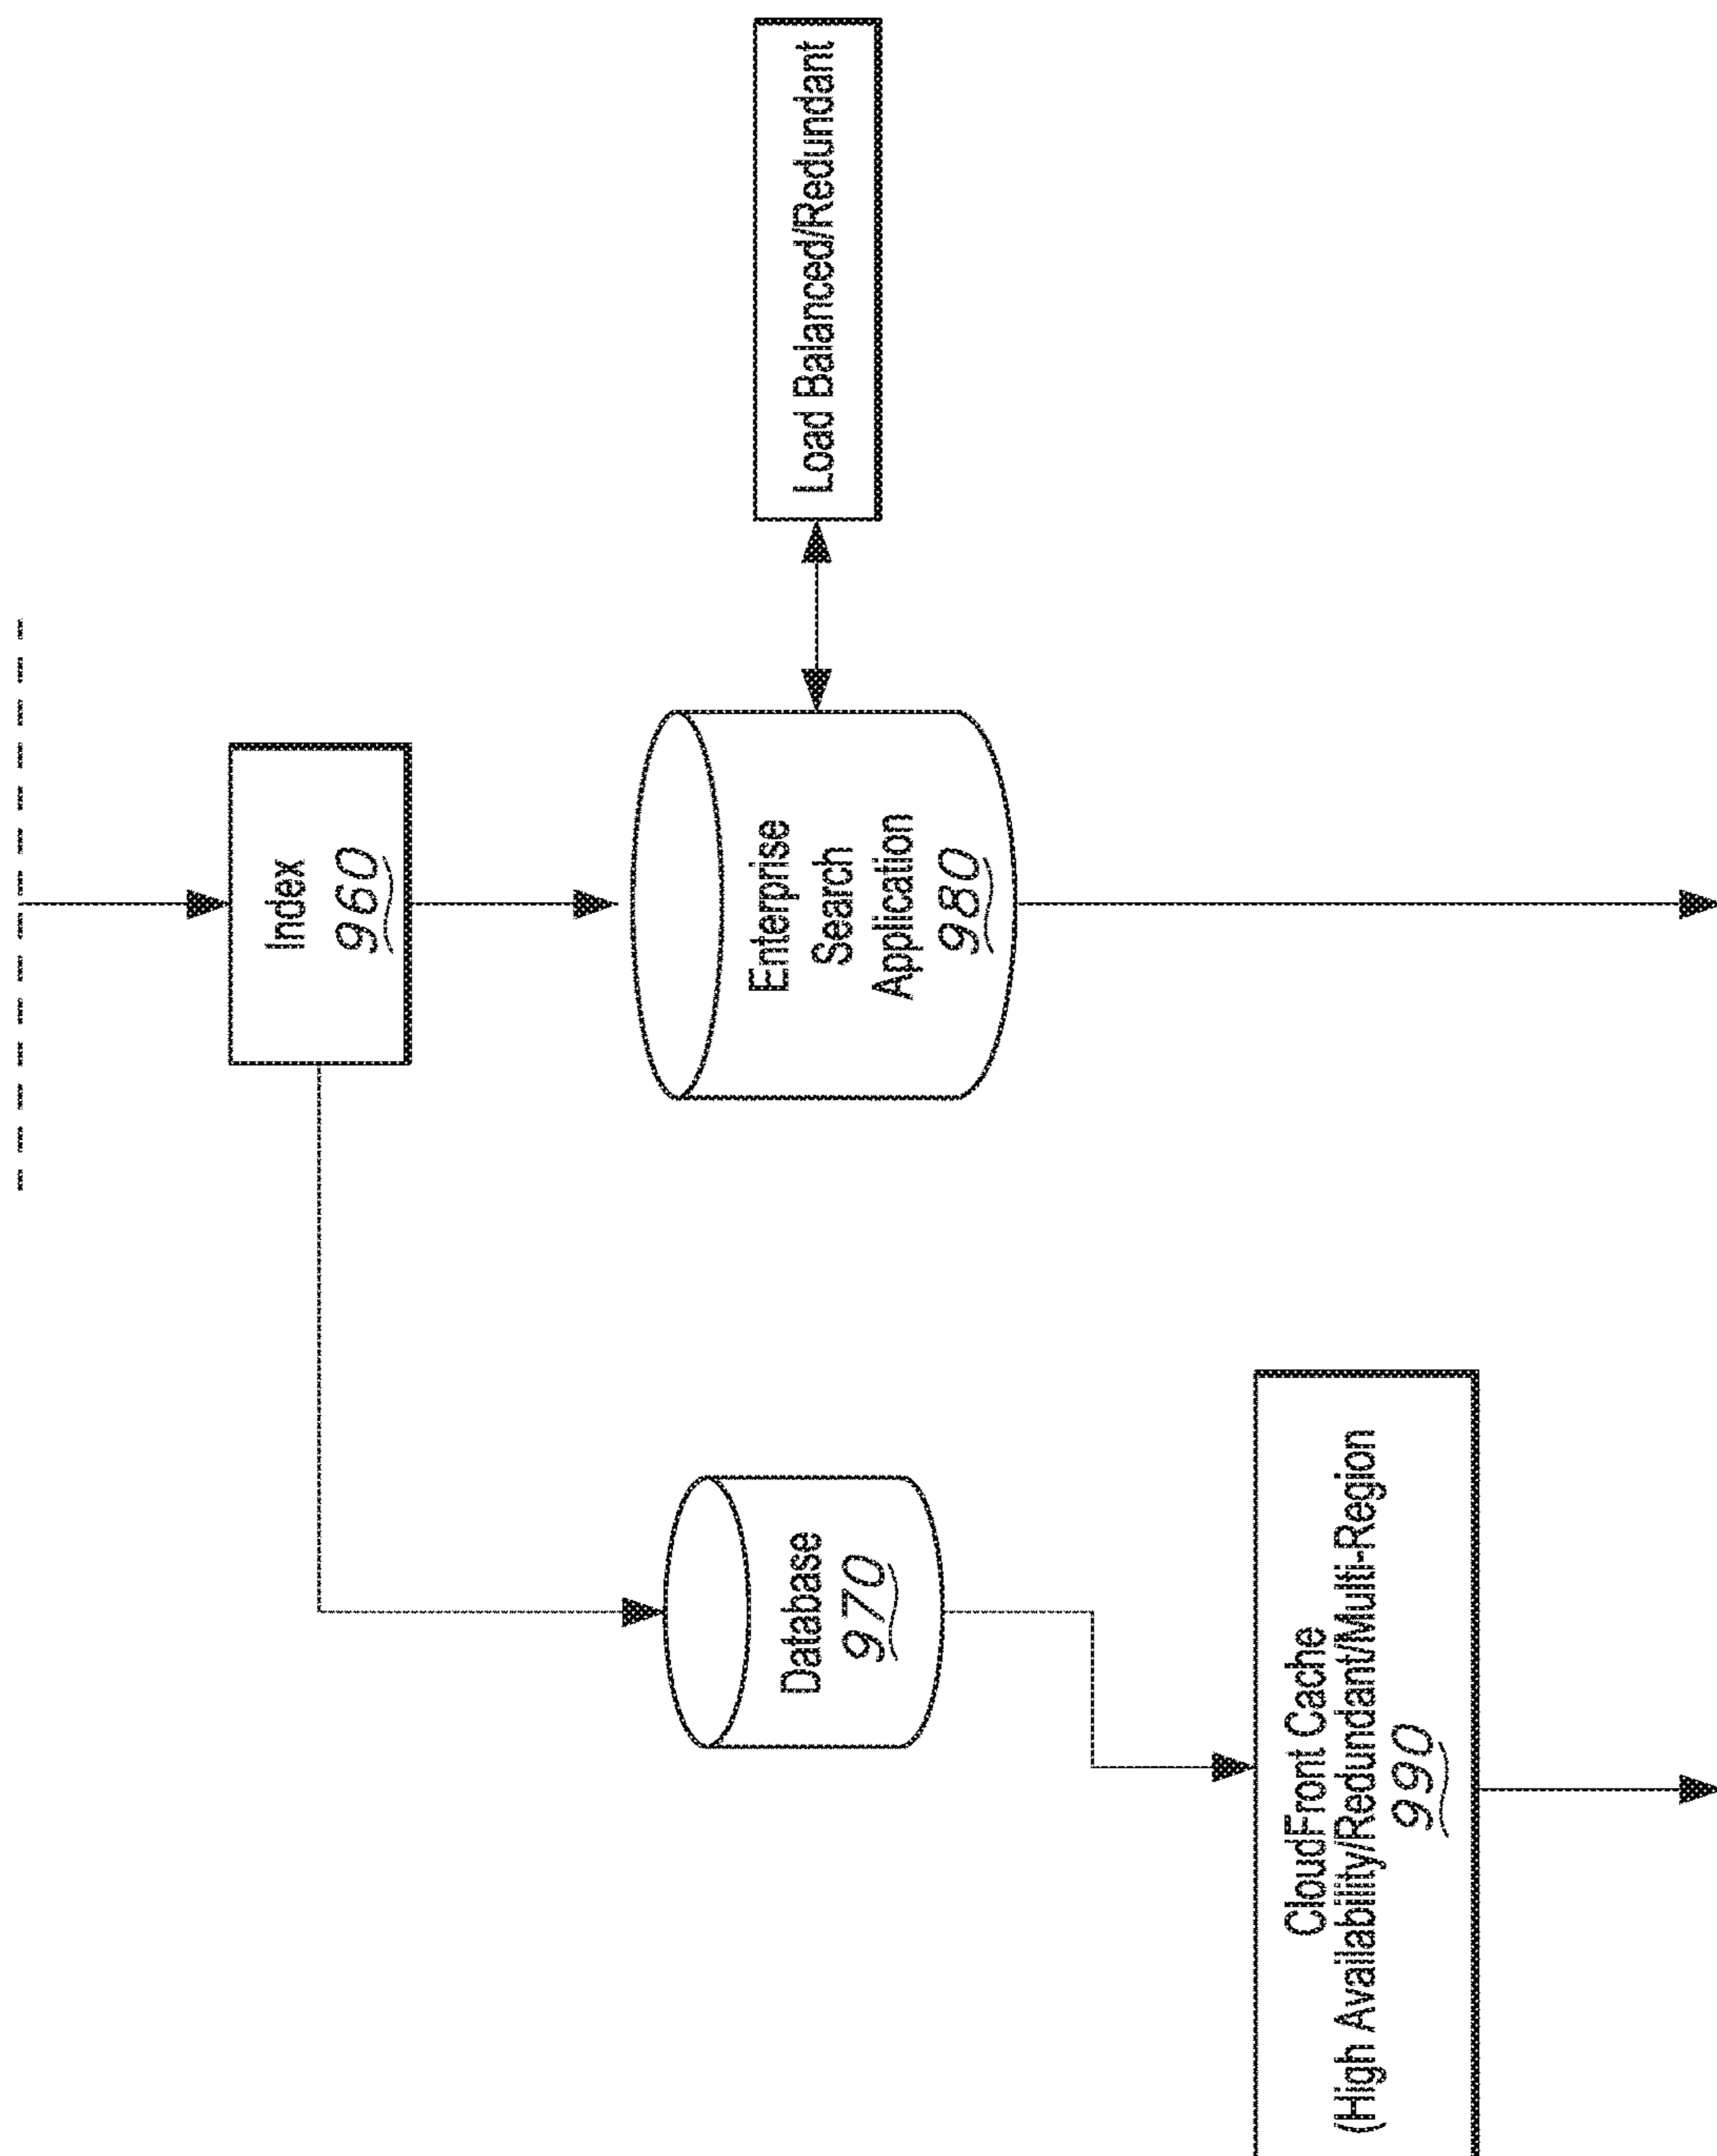 Load Balanced/Redundant
Index
960
Enterprise
Search
Application
980
Database
970
CloudFront Cache
(High Availability/Redundant/Multi-Region
990